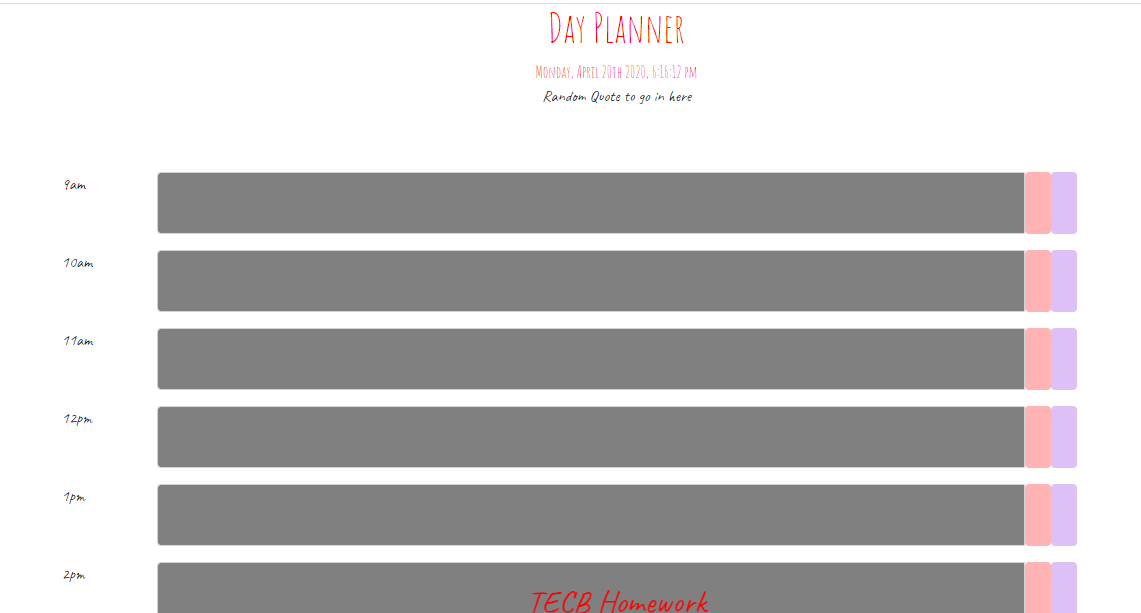 Day Planner
Monday, April 20th 2020, 6:16:12 pm
Random Quote to go in here
9am
10am
11am
12pm
1pm
2pm
TECB Homework